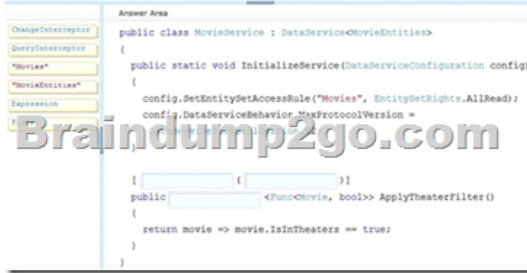 Answer Area
ChangeInterceptor
QueryInterceptor
"Movies"
"MovieEntities"
Expression
public class MovieService : DataService<MovieEntities>
{
public static void InitializeService(DataServiceConfiguration config
{
config.SetEntitySetAccessRule("Movies", EntitySetRights.AllRead);
config.DataServiceBehavior.MaxProtocolVersion =
Braindump2go.com
}
[ ( )]
public <Func<Movie, bool>> ApplyTheaterFilter()
{
return movie => movie.IsInTheaters == true;
}
}